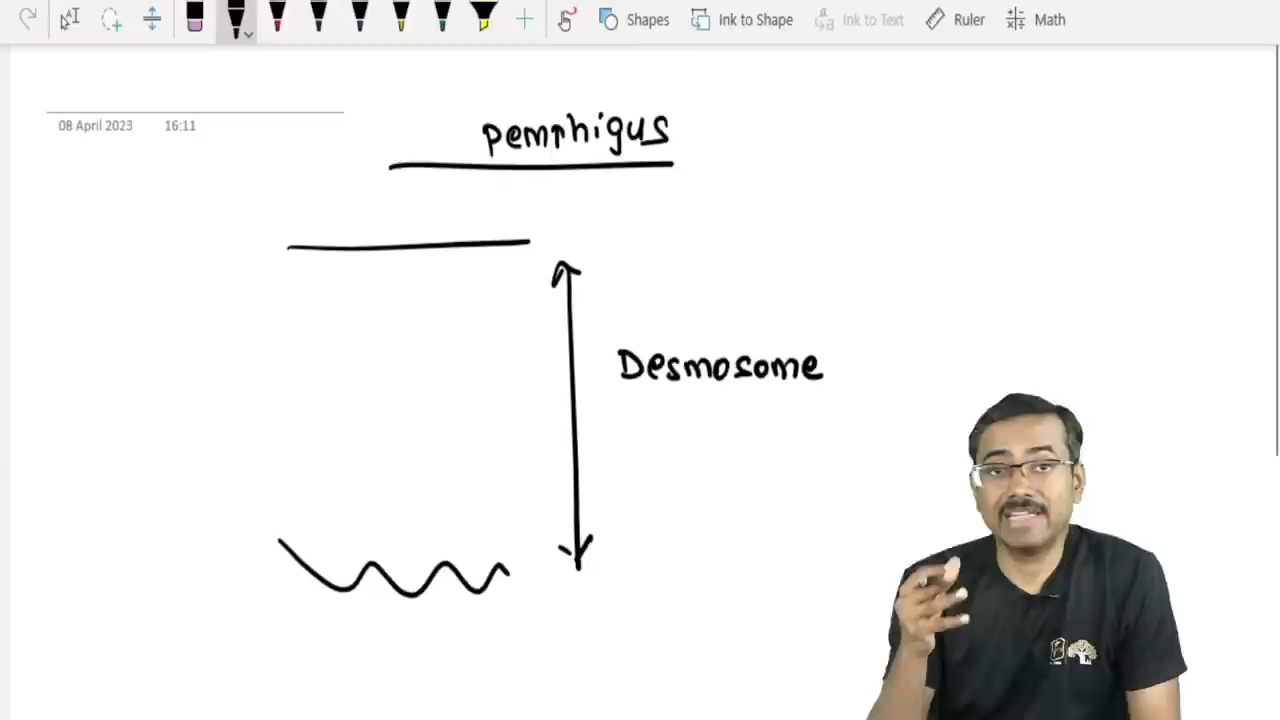 Shapes Ink to Shape Ink to Text Ruler Math
08 April 2023 16:11
Pemphigus
Desmosome